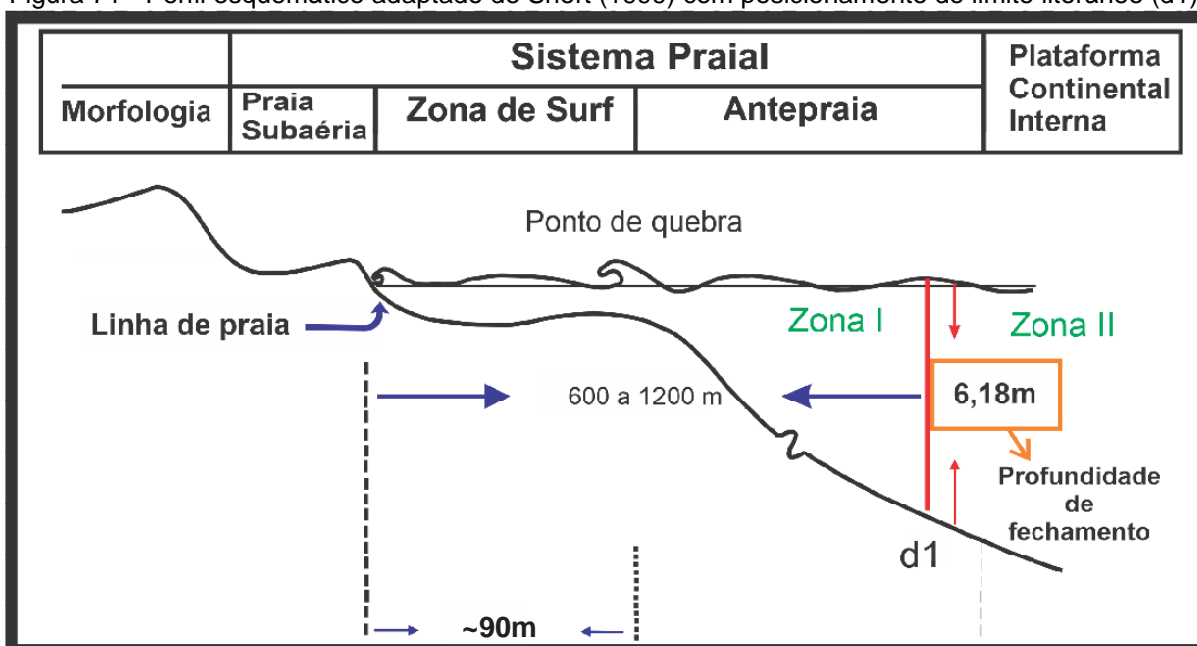 Sistema Praial
Plataforma
Continental
Interna
Morfologia
Praia
Subaéria
Zona de Surf
Antepraia
Ponto de quebra
Linha de praia
Zona I
Zona II
600 a 1200 m
6,18m
Profundidade
de
fechamento
d1
~90m